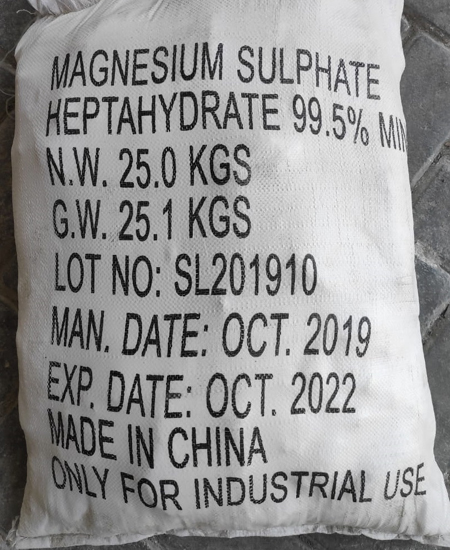 MAGNESIUM SULPHATE
HEPTAHYDRATE 99.5% MIN
N.W. 25.0 KGS
G.W. 25.1 KGS
LOT NO: SL201910
MAN. DATE: OCT. 2019
EXP. DATE: OCT. 2022
MADE IN CHINA
ONLY FOR INDUSTRIAL USE